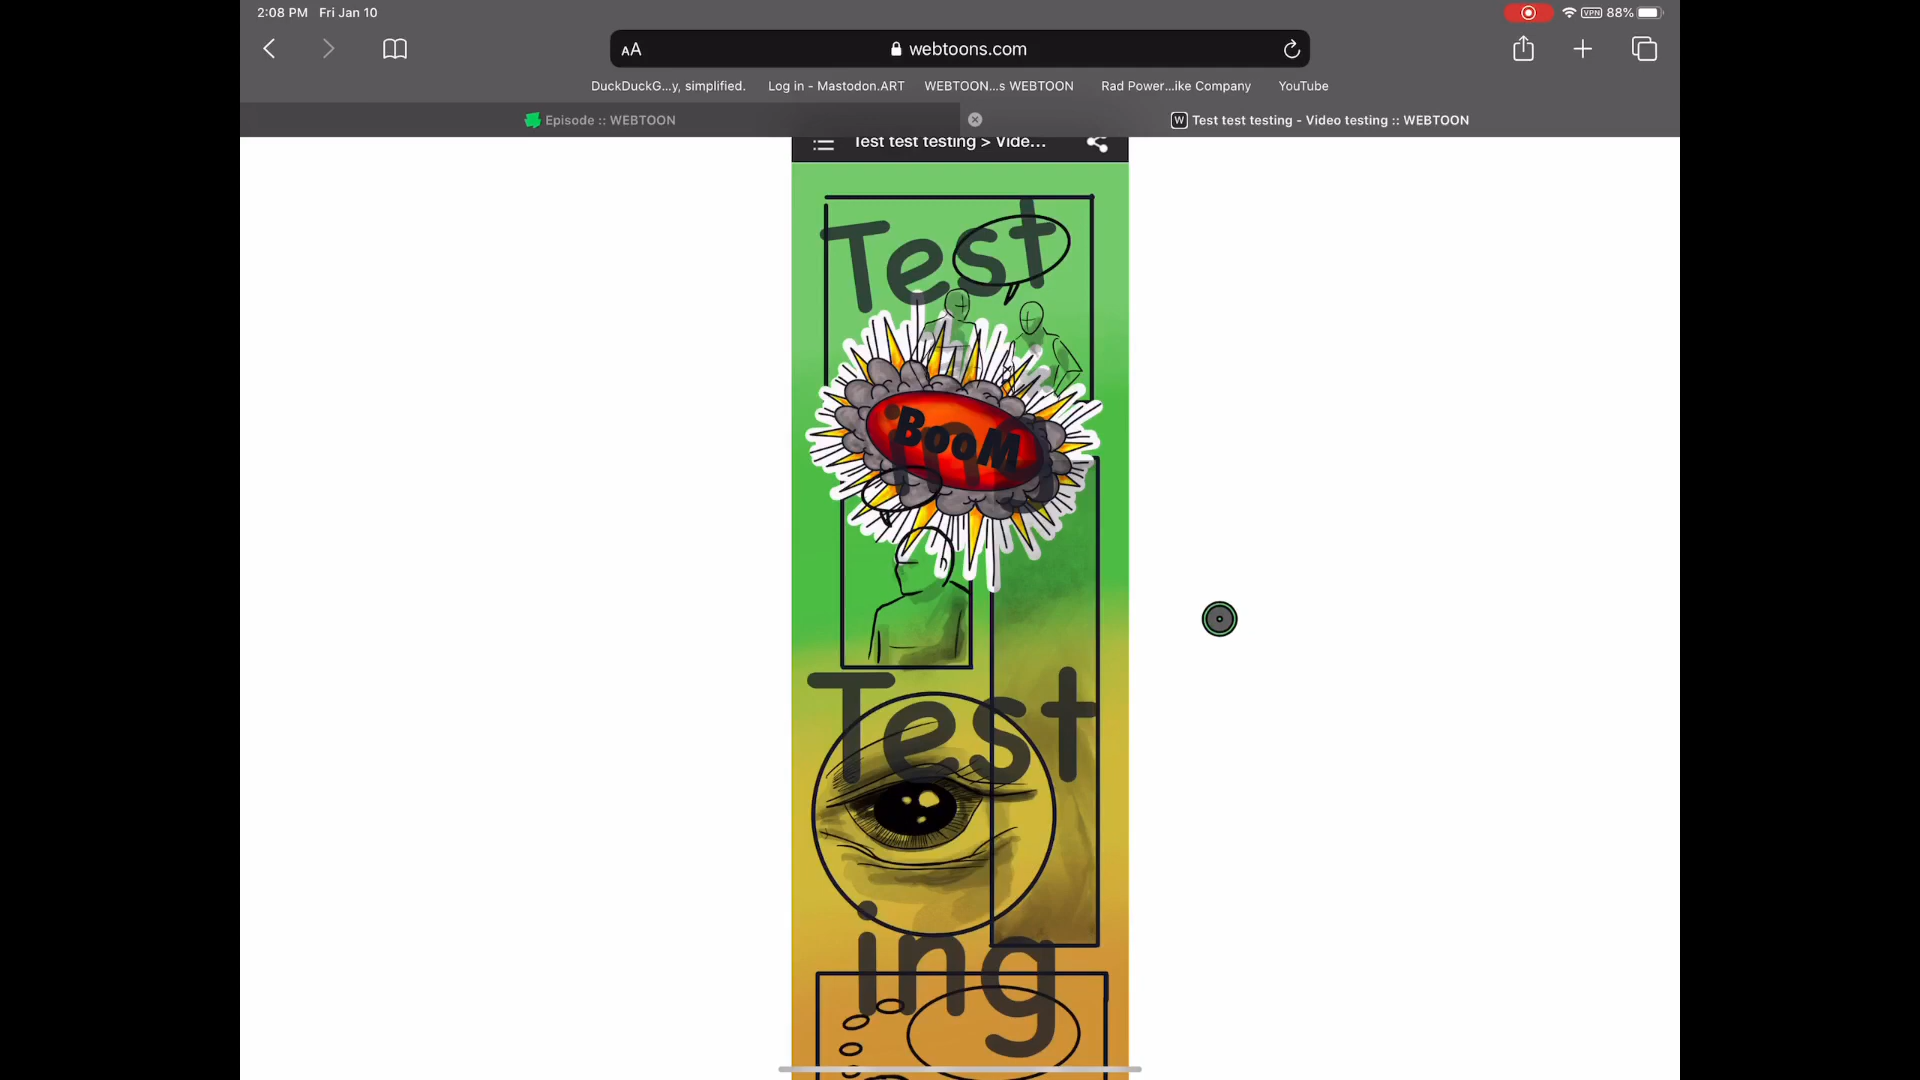 2:08 PM Fri Jan 10
VPN 88%
AA webtoons.com
DuckDuckG...y, simplified. Log in - Mastodon.ART WEBTOON...s WEBTOON Rad Power...ike Company YouTube
Episode :: WEBTOON
W Test test testing - Video testing :: WEBTOON
Test test testing > Vide...
Test
BooM
ing
Test
ing